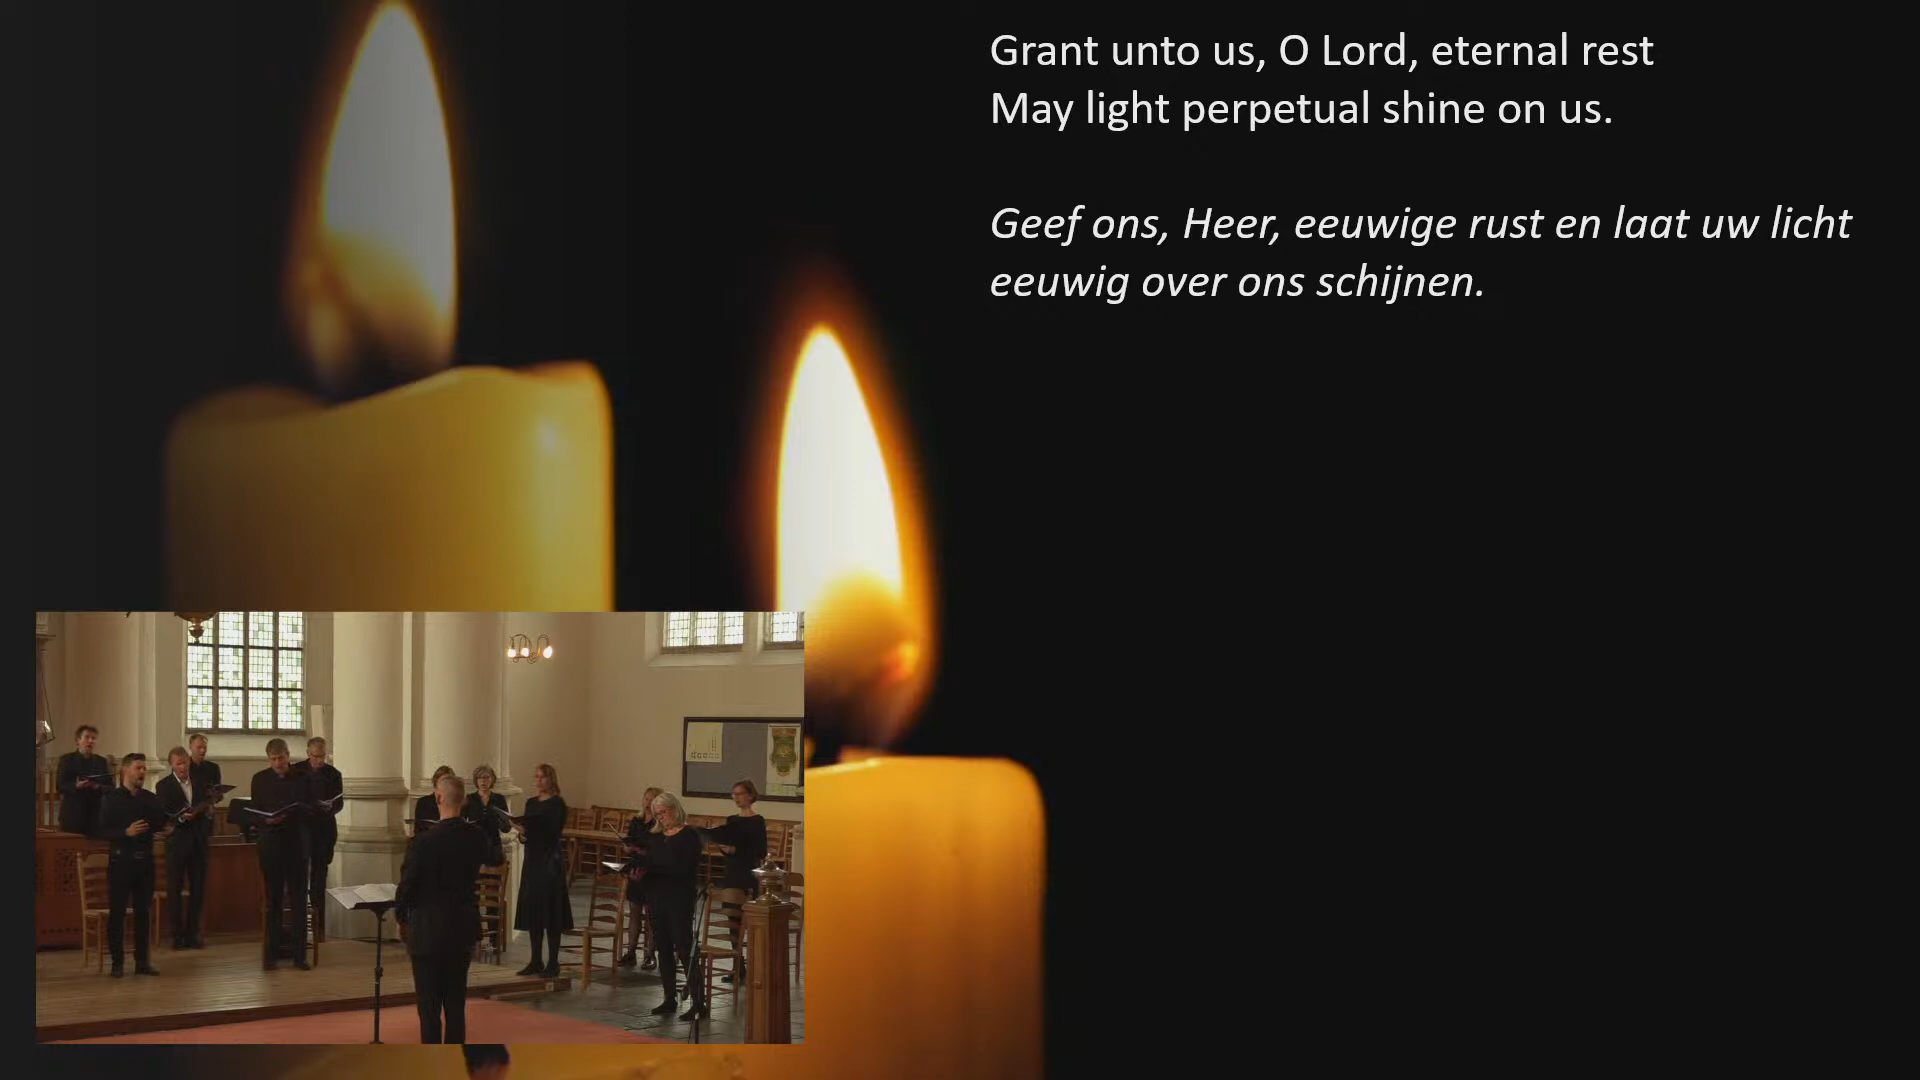 Grant unto us, O Lord, eternal rest
May light perpetual shine on us.
Geef ons, Heer, eeuwige rust en laat uw licht
eeuwig over ons schijnen.